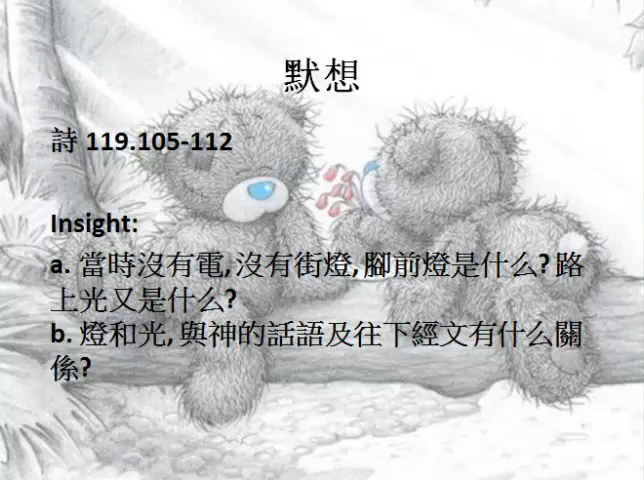 默想
詩 119.105-112
Insight:
a. 當時沒有電,沒有街燈,腳前燈是什么?路
上光又是什么?
b. 燈和光,與神的話語及往下經文有什么關
係?